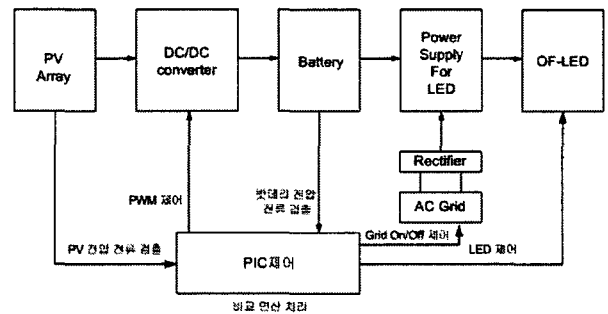 PV
Array
DC/DC
converter
Battery
Power
Supply
For
LED
OF-LED
Rectifier
AC Grid
PWM 제어
밧데리 전압
전류 검출
Grid On/Off 제어
PV 전압 전류 검출
PIC제어
LED 제어
비교 연산 처리